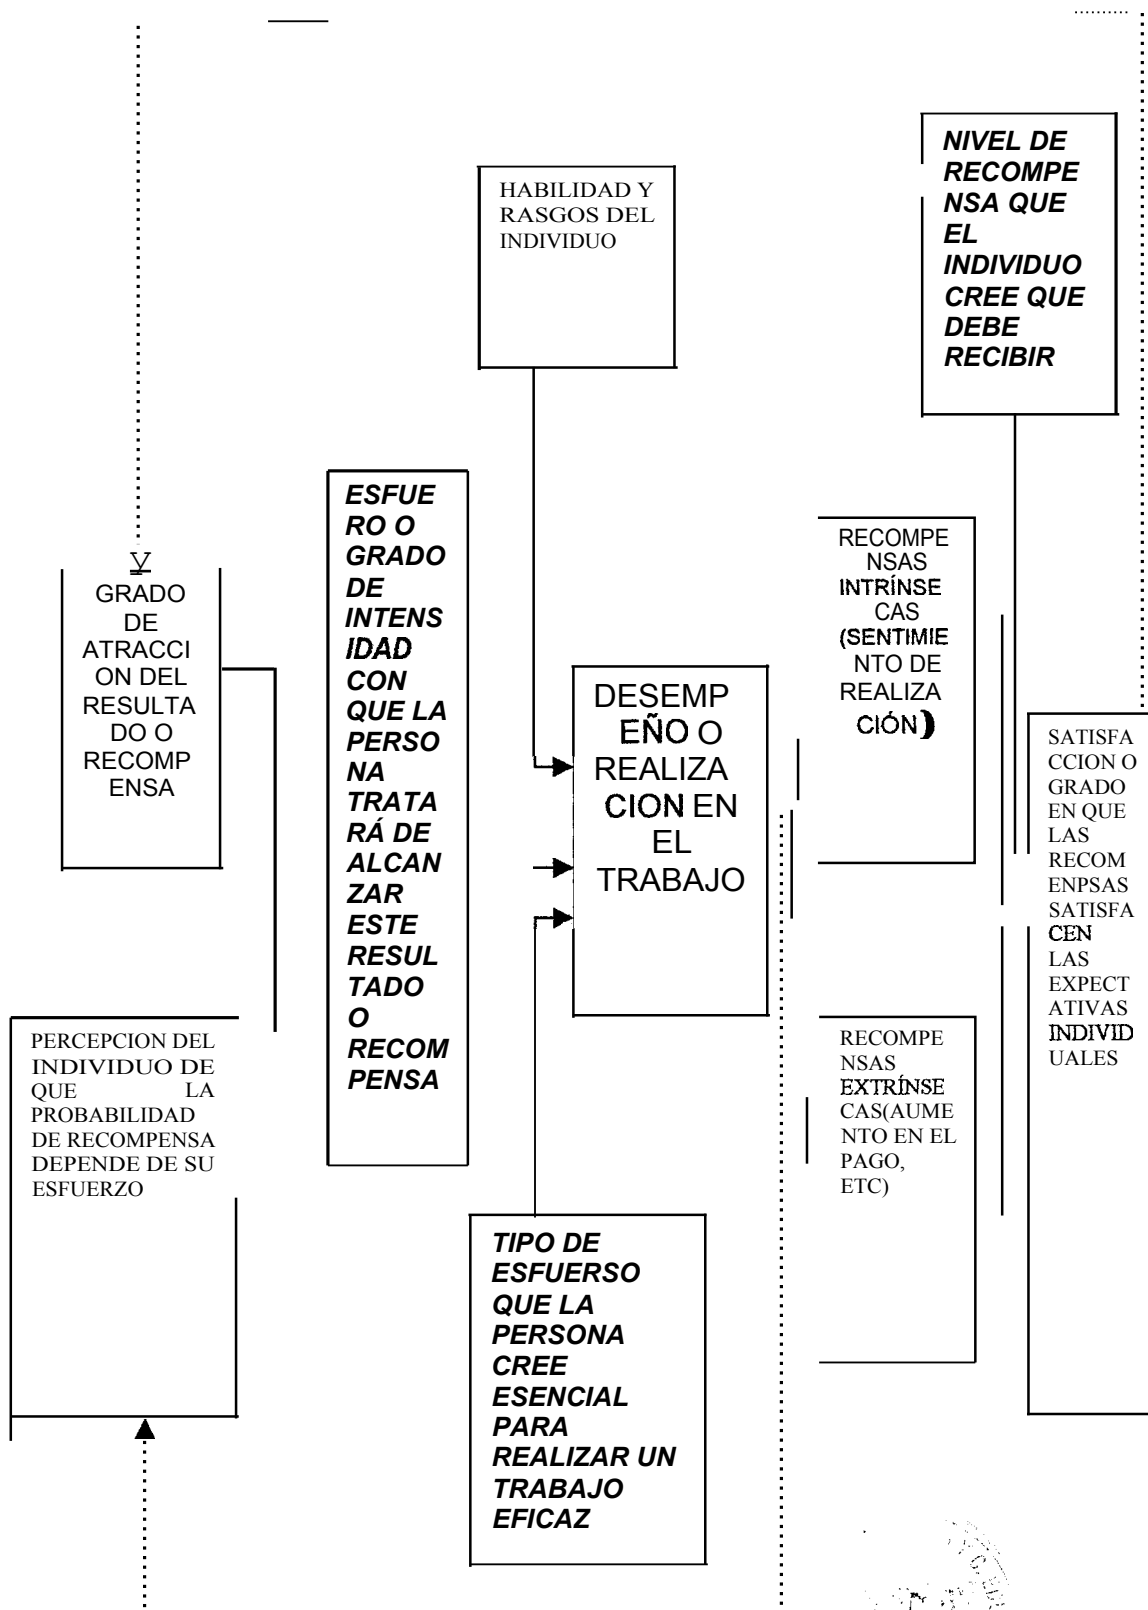 HABILIDAD Y
RASGOS DEL
INDIVIDUO
NIVEL DE
RECOMPE
NSA QUE
EL
INDIVIDUO
CREE QUE
DEBE
RECIBIR
V
GRADO
DE
ATRACCI
ON DEL
RESULTA
DO O
RECOMP
ENSA
ESFUE
RO O
GRADO
DE
INTENS
IDAD
CON
QUE LA
PERSO
NA
TRATA
RÁ DE
ALCAN
ZAR
ESTE
RESUL
TADO
O
RECOM
PENSA
DESEMP
EÑO O
REALIZA
CION EN
EL
TRABAJO
RECOMPE
NSAS
INTRÍNSE
CAS
(SENTIMIE
NTO DE
REALIZA
CIÓN)
SATISFA
CCION O
GRADO
EN QUE
LAS
RECOM
ENPSAS
SATISFA
CEN
LAS
EXPECT
ATIVAS
INDIVID
UALES
PERCEPCION DEL
INDIVIDUO DE
QUE LA
PROBABILIDAD
DE RECOMPENSA
DEPENDE DE SU
ESFUERZO
RECOMPE
NSAS
EXTRÍNSE
CAS(AUME
NTO EN EL
PAGO,
ETC)
TIPO DE
ESFUERSO
QUE LA
PERSONA
CREE
ESENCIAL
PARA
REALIZAR UN
TRABAJO
EFICAZ